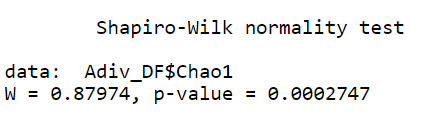 Shapiro-Wilk normality test
data:  Adiv_DF$Chao1
W = 0.87974, p-value = 0.0002747